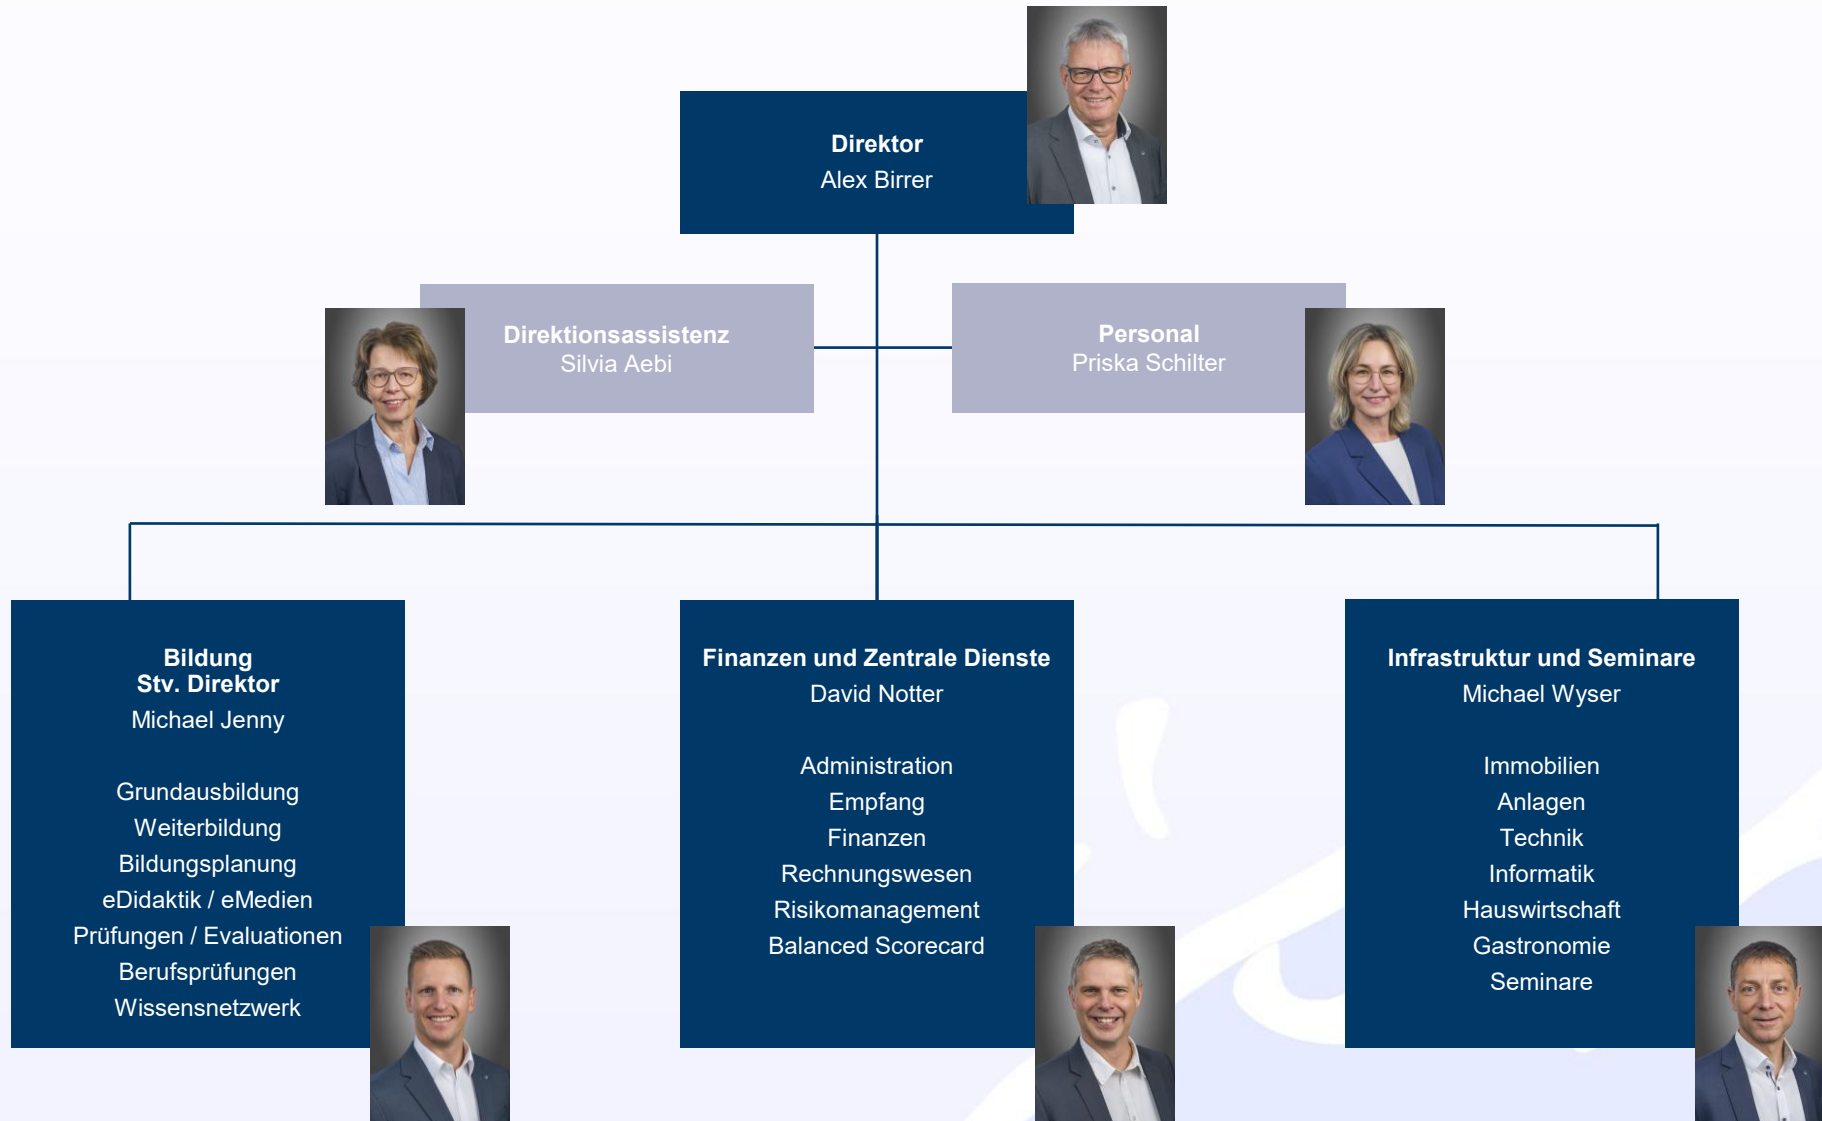 Direktor
Alex Birrer
Direktionsassistenz
Silvia Aebi
Personal
Priska Schilter
Bildung
Stv. Direktor
Michael Jenny
Grundausbildung
Weiterbildung
Bildungsplanung
eDidaktik / eMedien
Prüfungen / Evaluationen
Berufsprüfungen
Wissensnetzwerk
Finanzen und Zentrale Dienste
David Notter
Administration
Empfang
Finanzen
Rechnungswesen
Risikomanagement
Balanced Scorecard
Infrastruktur und Seminare
Michael Wyser
Immobilien
Anlagen
Technik
Informatik
Hauswirtschaft
Gastronomie
Seminare